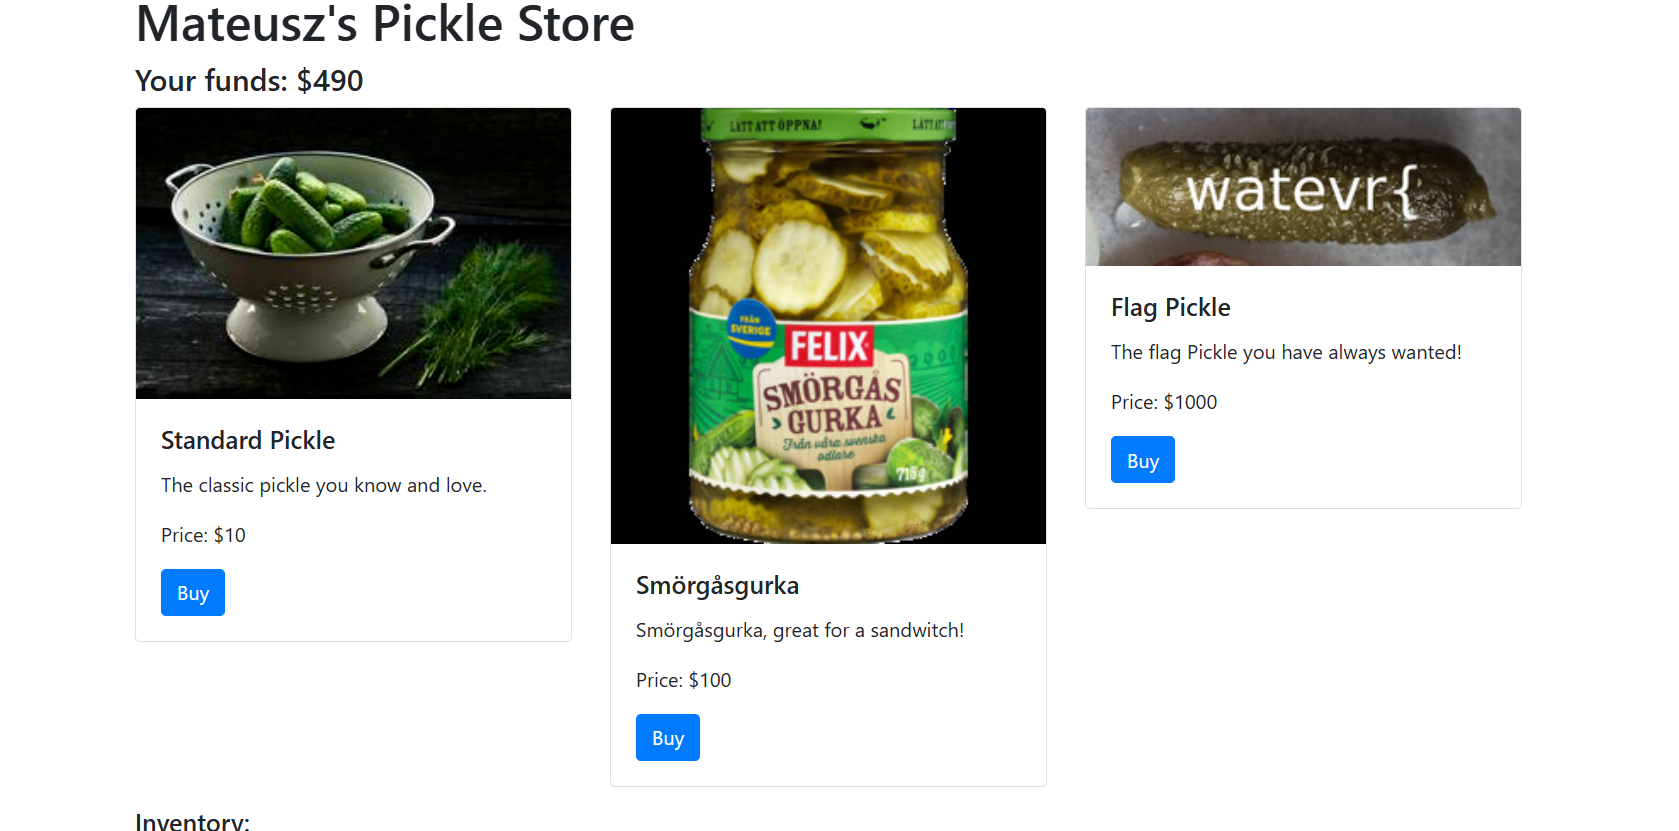 Mateusz's Pickle Store
Your funds: $490
Standard Pickle
The classic pickle you know and love.
Price: $10
Buy
LÄTT ATT ÖPPNA!
LÄTT ATT
FRÅN
SVERIGE
FELIX
SMÖRGÅS
GURKA
Från våra svenska
odlare
715g
Smörgåsgurka
Smörgåsgurka, great for a sandwitch!
Price: $100
Buy
watevr{
Flag Pickle
The flag Pickle you have always wanted!
Price: $1000
Buy
Inventory: